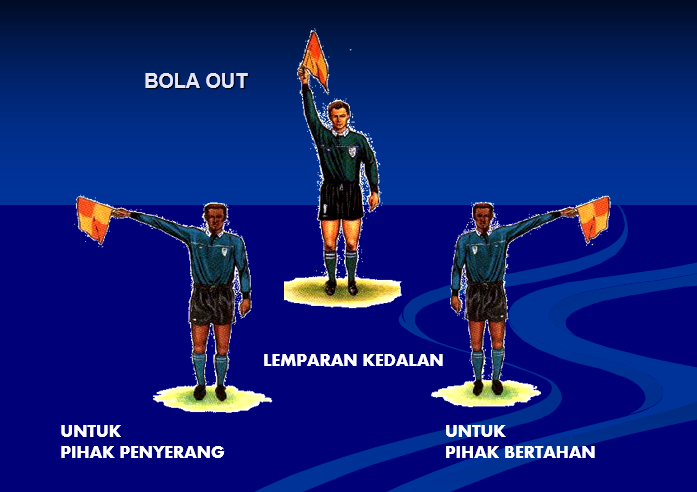 BOLA OUT
LEMPARAN KEDALAN
UNTUK
PIHAK PENYERANG
UNTUK
PIHAK BERTAHAN